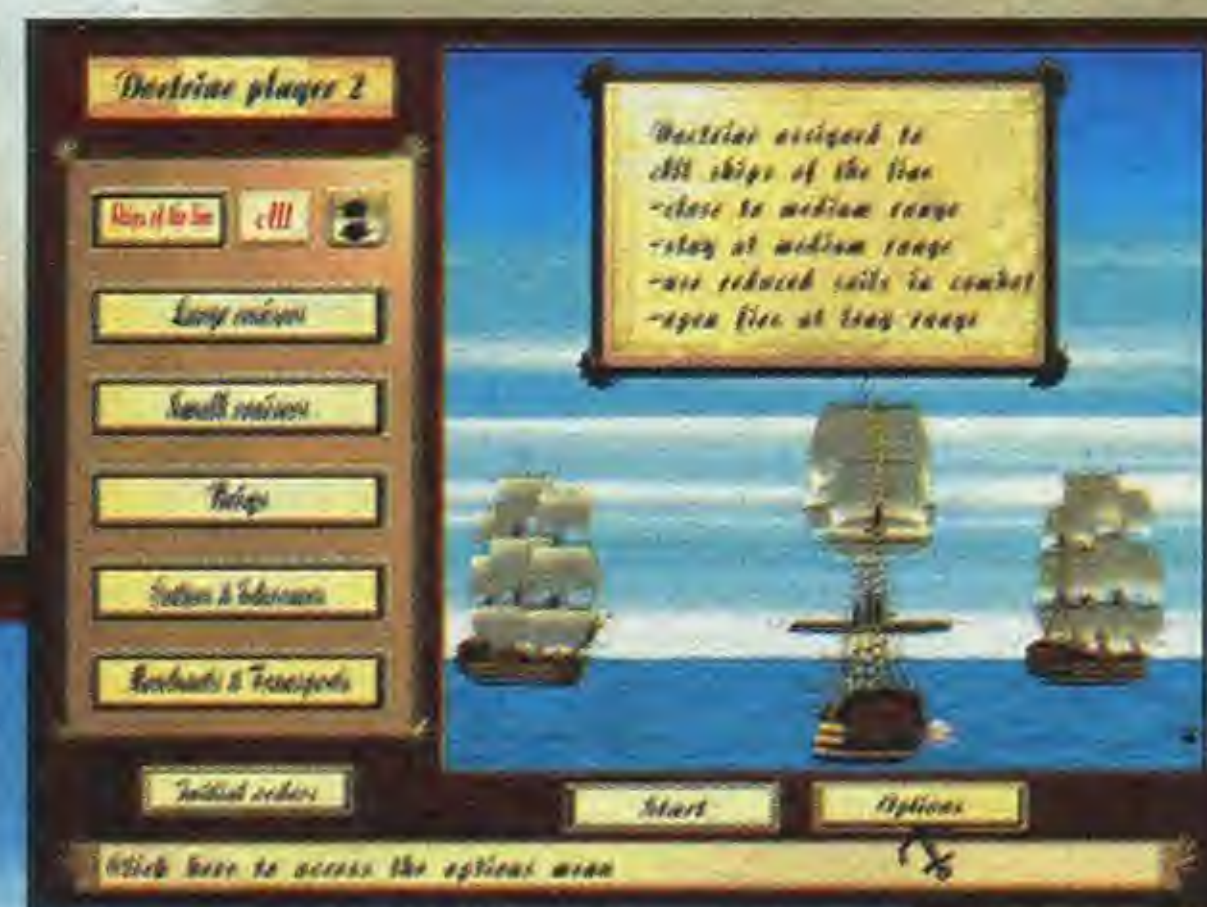 Doctrine player 2
Ships of the line
All
Large cruisers
Small cruisers
Brigs
Cutters & Schooners
Merchants & Transports
Initial orders
Doctrine assigned to
All ships of the line
-close to medium range
-stay at medium range
-use reduced sails in combat
-open fire at long range
Start
Options
Click here to access the options menu